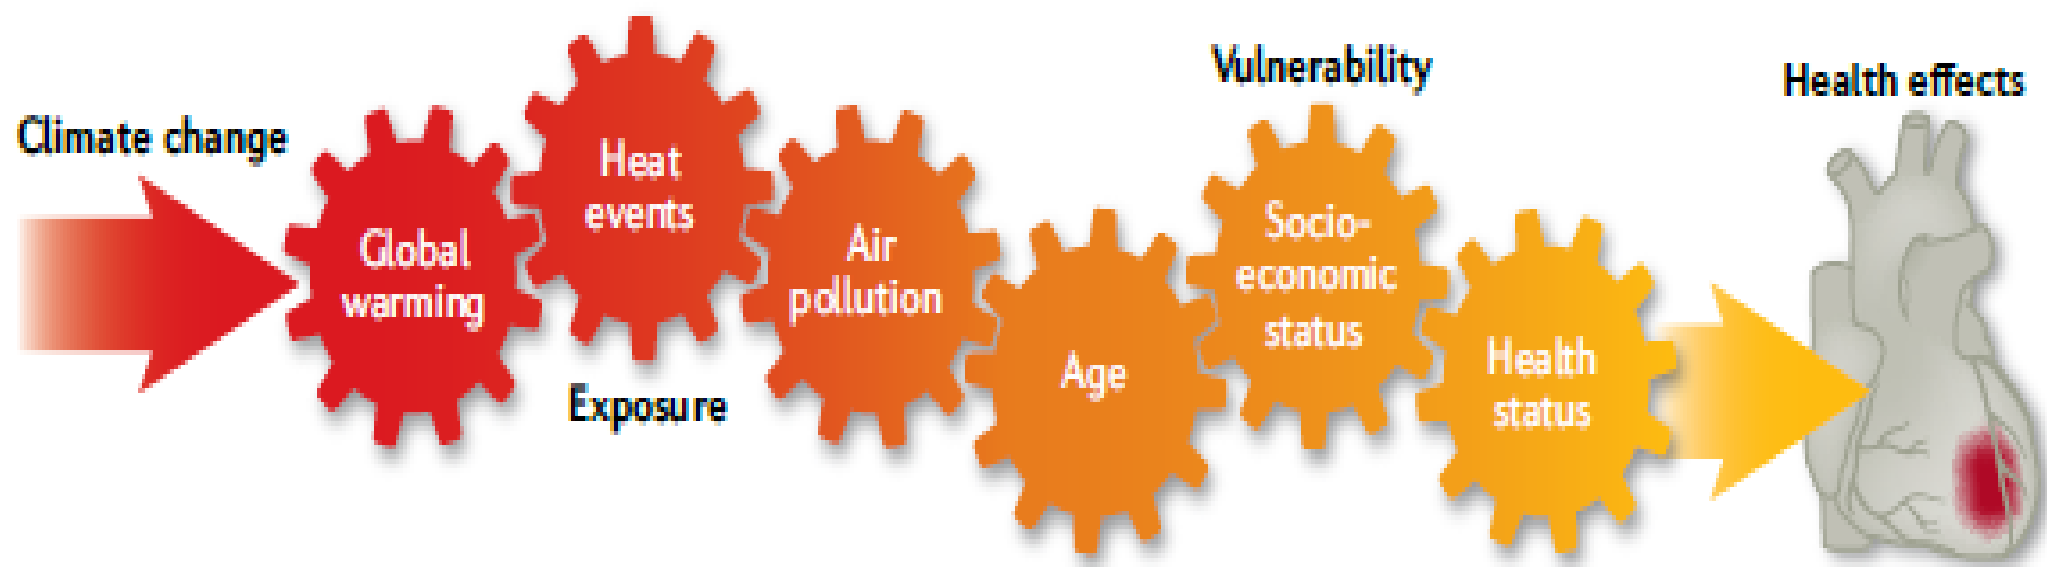 Climate change
Global
warming
Heat
events
Exposure
Air
pollution
Age
Vulnerability
Socio-
economic
status
Health
status
Health effects